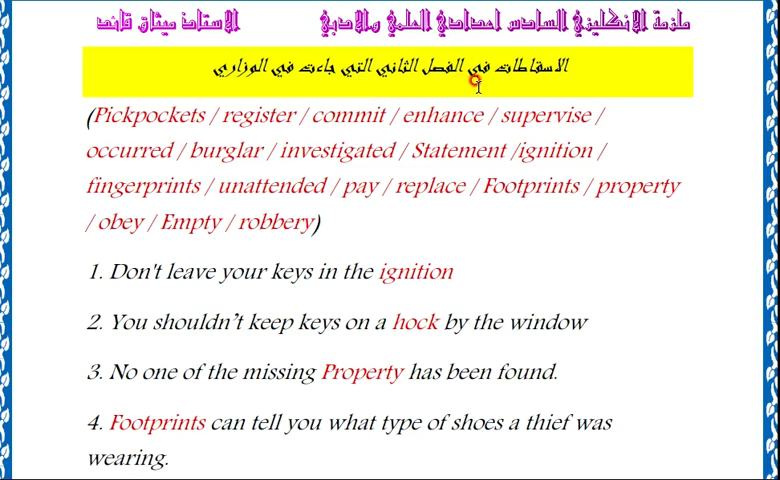 ملزمة الانكليزي السادس اعدادي العلمي والادبي الاستاذ ميثاق قائد
الاسقاطات في الفصل الثاني التي جاءت في الوزاري
(Pickpockets / register / commit / enhance / supervise /
occurred / burglar / investigated / Statement /ignition /
fingerprints / unattended / pay / replace / Footprints / property
/ obey / Empty / robbery)
1. Don't leave your keys in the ignition
2. You shouldn't keep keys on a hock by the window
3. No one of the missing Property has been found.
4. Footprints can tell you what type of shoes a thief was
wearing.